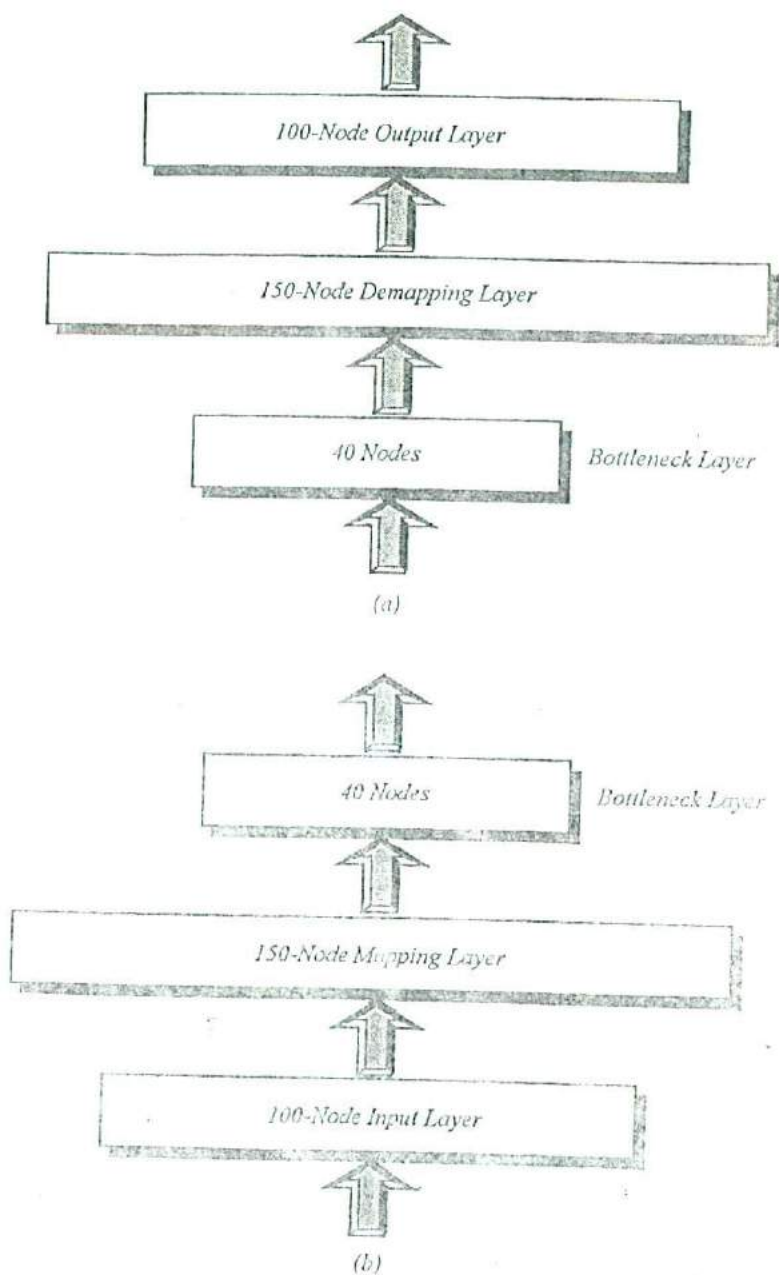 100-Node Output Layer
150-Node Demapping Layer
40 Nodes
Bottleneck Layer
(a)
40 Nodes
Bottleneck Layer
150-Node Mapping Layer
100-Node Input Layer
(b)